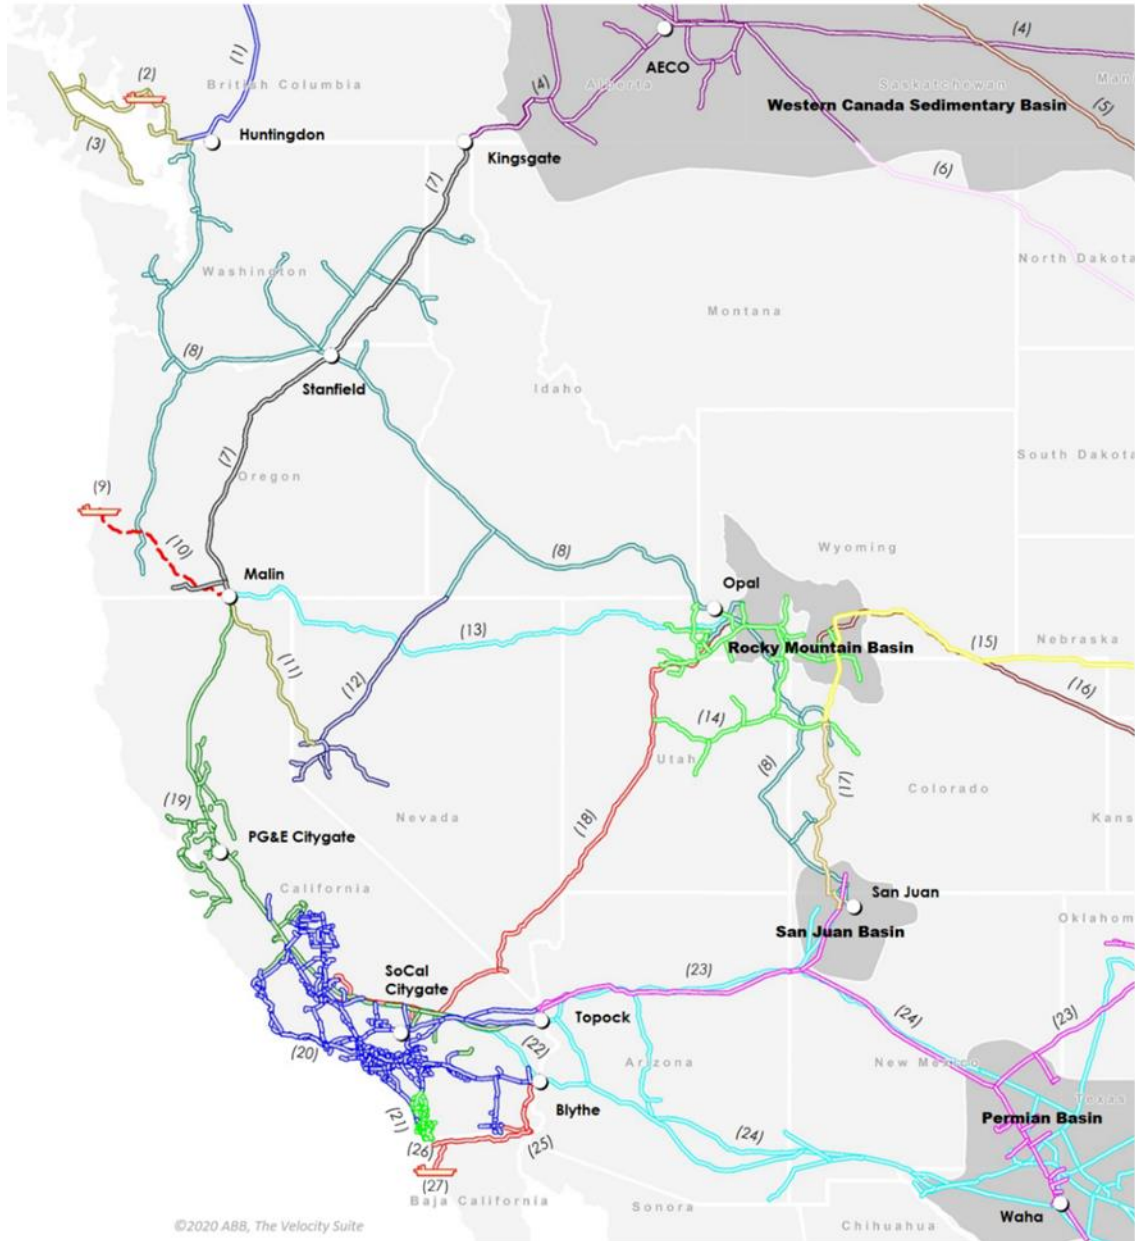 (1)
(4)
(2)
AECO
(4)
British Columbia
Alberta
Saskatchewan
Western Canada Sedimentary Basin
(5)
(3)
Huntingdon
Kingsgate
(6)
(7)
Washington
North Dakota
Montana
(8)
Stanfield
Idaho
South Dakota
(7)
Oregon
(9)
(10)
(8)
Wyoming
Malin
Opal
(13)
Rocky Mountain Basin
(15)
Nebraska
(11)
(12)
(16)
(14)
Utah
(8)
(17)
Colorado
(19)
(18)
Nevada
Kans
PG&E Citygate
California
San Juan
San Juan Basin
Oklahom
SoCal
Citygate
(23)
Topock
(24)
(23)
(20)
(22)
Arizona
New Mexico
Blythe
Texas
Permian Basin
(21)
(26)
(25)
(24)
(27)
Baja California
Sonora
Waha
Chihuahua
©2020 ABB, The Velocity Suite